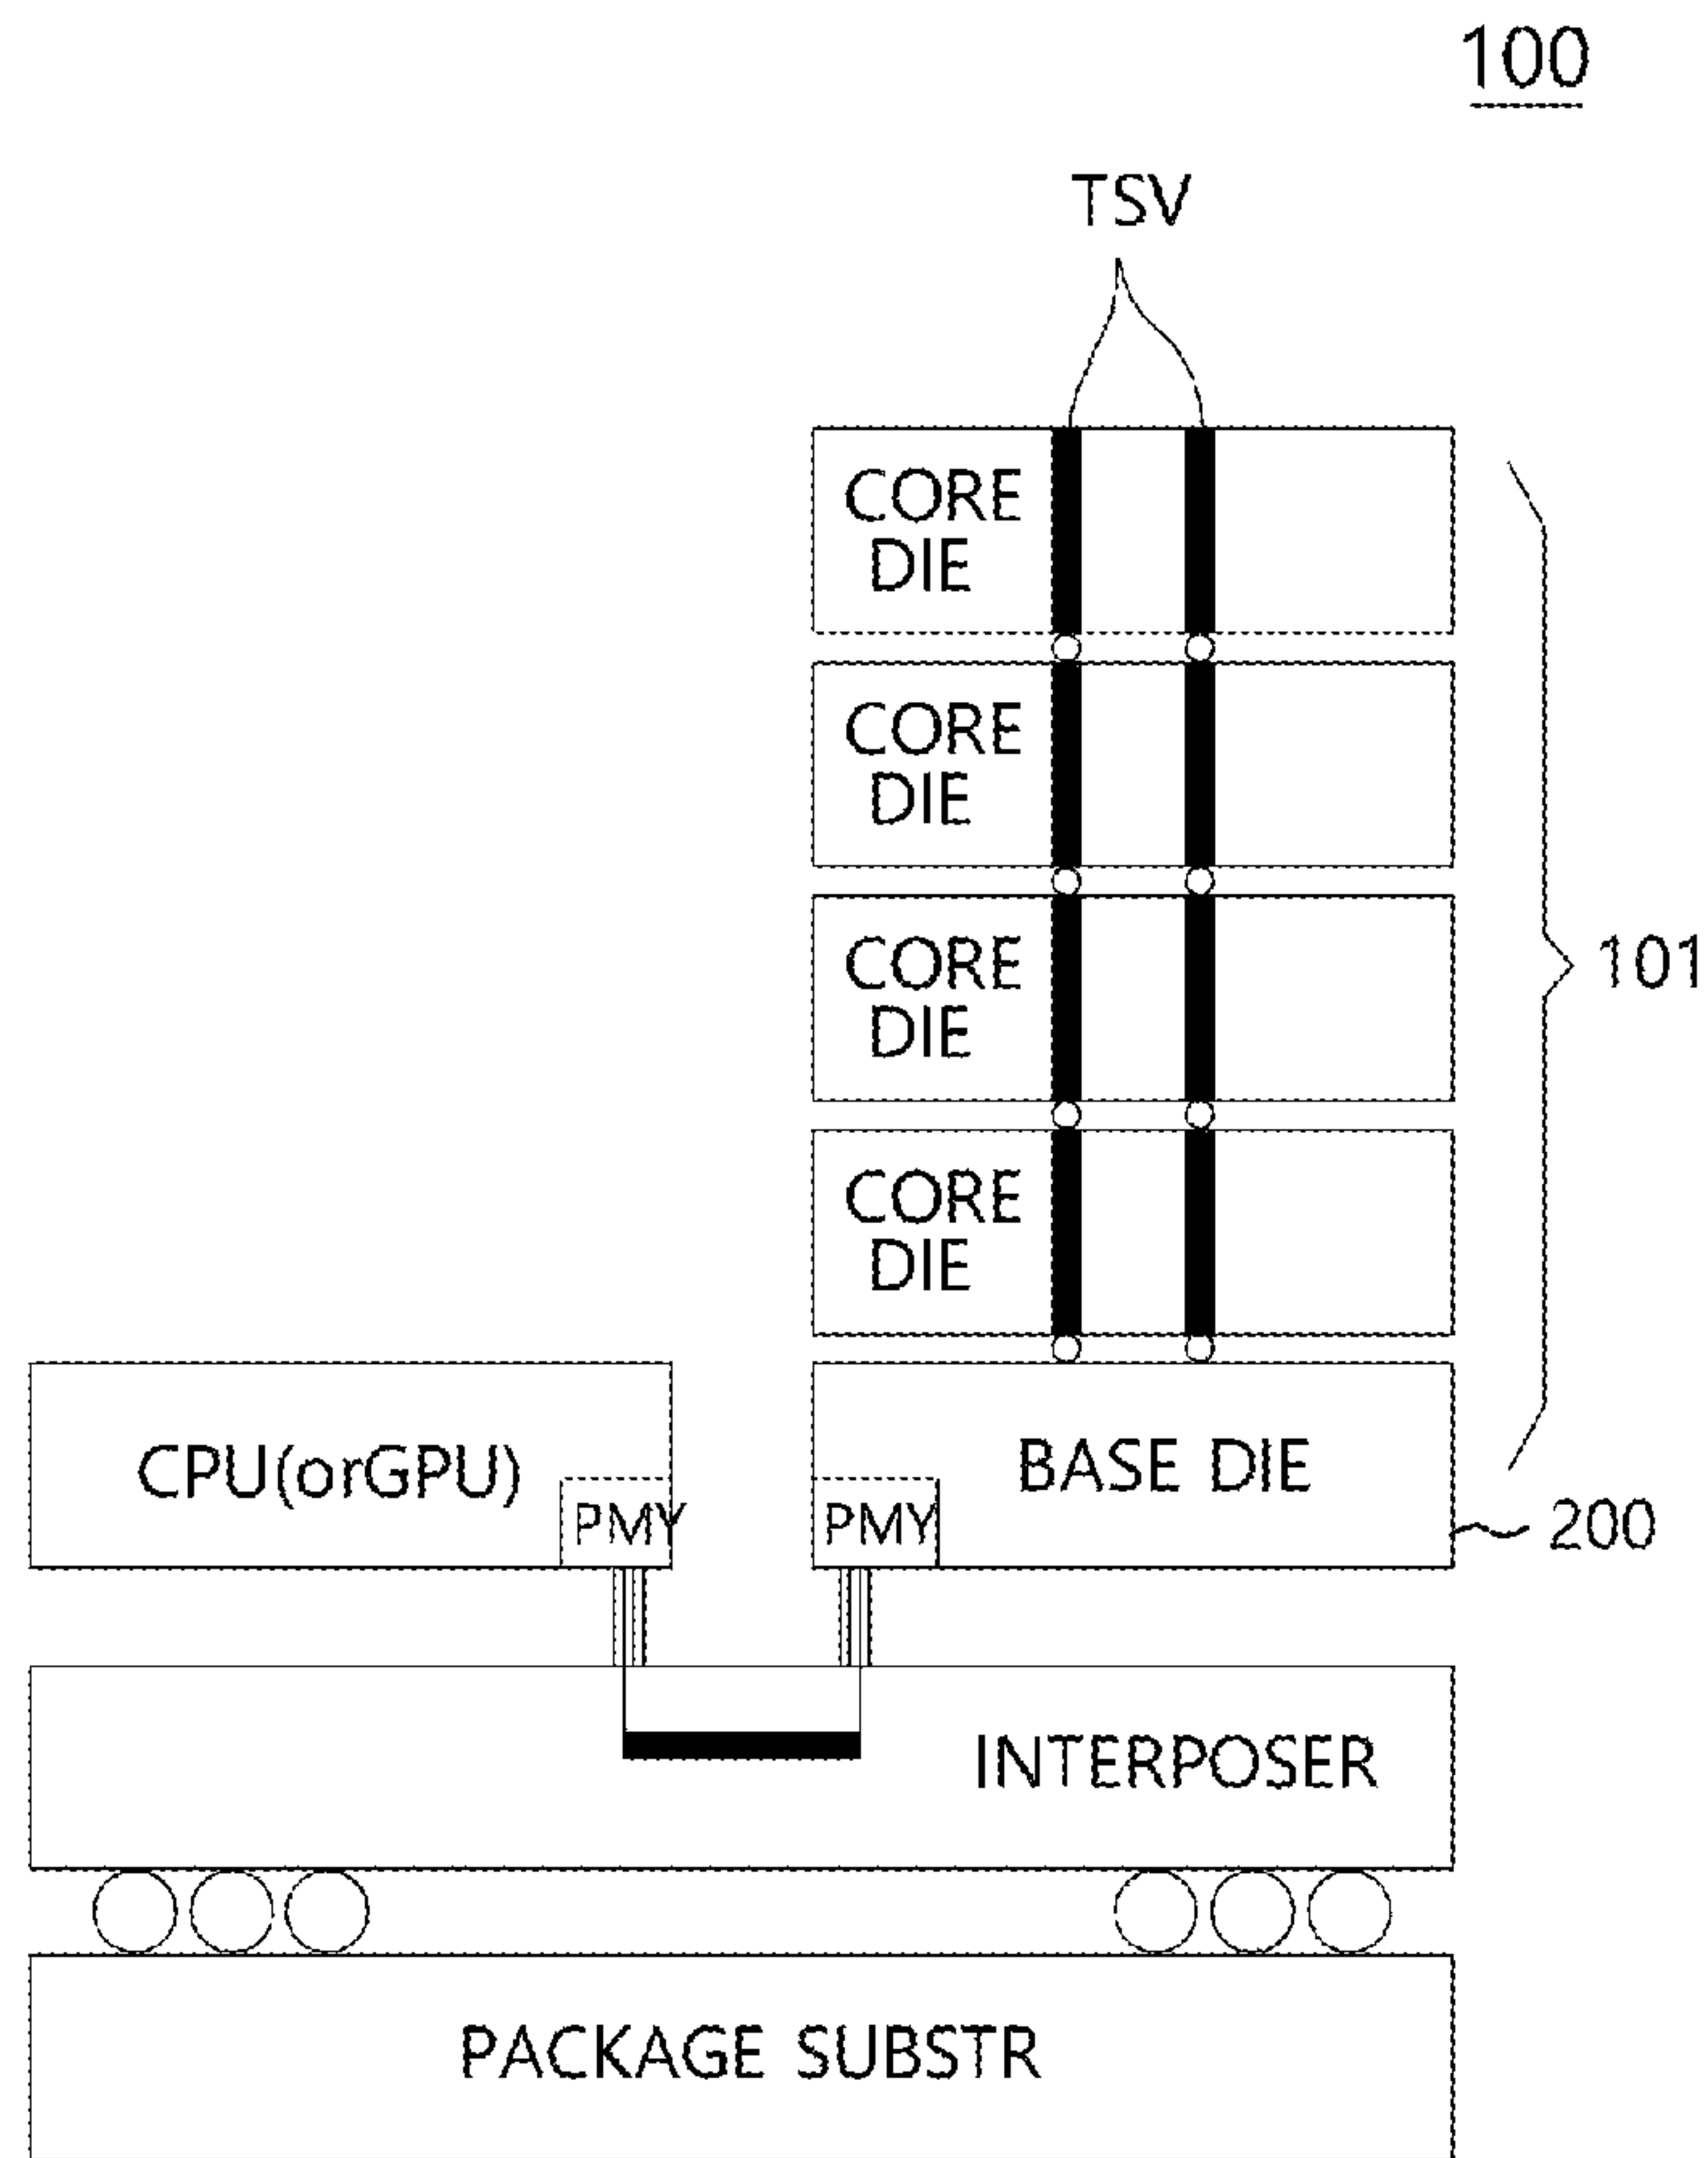 100
TSV
CORE
DIE
CORE
DIE
CORE
DIE
101
CORE
DIE
CPU(orGPU)
PMY
PMY
BASE DIE
200
INTERPOSER
PACKAGE SUBSTR